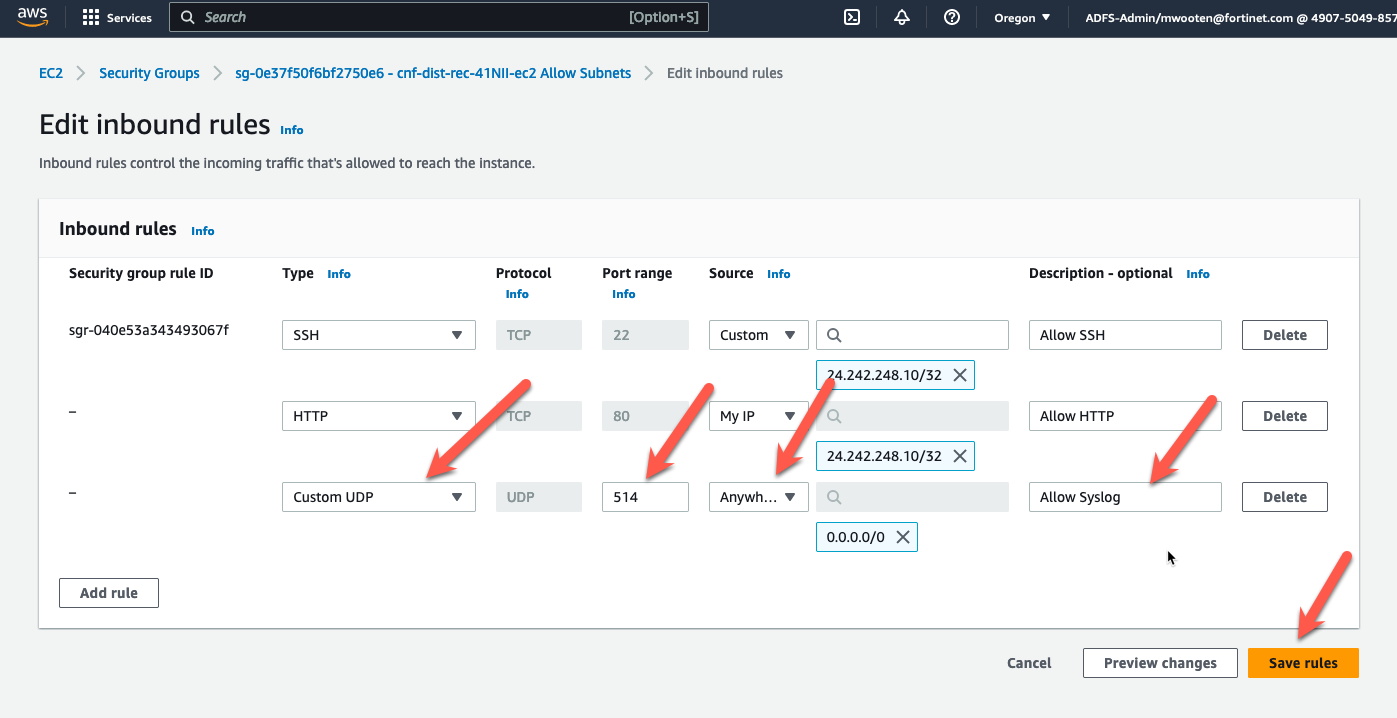 aws
Services
Search [Option+S]
Oregon
ADFS-Admin/mwooten@fortinet.com @ 4907-5049-857
EC2 Security Groups sg-0e37f50f6bf2750e6 - cnf-dist-rec-41NII-ec2 Allow Subnets Edit inbound rules
Edit inbound rules Info
Inbound rules control the incoming traffic that's allowed to reach the instance.
Inbound rules Info
Security group rule ID Type Info Protocol Info Port range Info Source Info Description - optional Info
sgr-040e53a343493067f SSH TCP 22 Custom Allow SSH Delete
24.242.248.10/32
– HTTP TCP 80 My IP Allow HTTP Delete
24.242.248.10/32
– Custom UDP UDP 514 Anywh... Allow Syslog Delete
0.0.0.0/0
Add rule
Cancel Preview changes Save rules